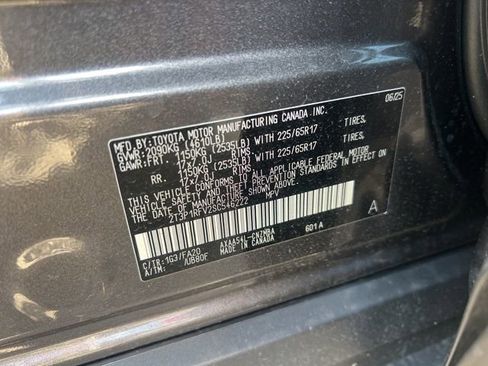 MFD.BY:TOYOTA MOTOR MANUFACTURING CANADA.INC. 06/25
GVWR:2090KG (4610LB)
GAWR:FRT. 1150KG (2535LB) WITH 225/65R17 TIRES,
17x7.0J RIMS
RR. 1150KG (2535LB) WITH 225/65R17 TIRES,
17x7.0J RIMS
THIS VEHICLE CONFORMS TO ALL APPLICABLE FEDERAL MOTOR
VEHICLE SAFETY AND THEFT PREVENTION STANDARDS IN EFFECT
ON THE DATE OF MANUFACTURE SHOWN ABOVE.
2T3P1RFV2SC546222 MPV
A
C/TR:1G3/FA20 AXAA54L-CNZMBA 601A
A/TM: /UB80F MADE IN CANADA